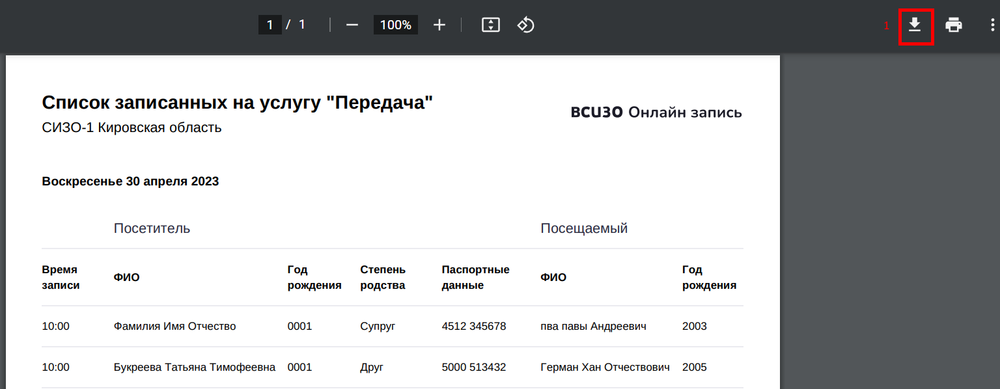 1 / 1 100% 1
Список записанных на услугу "Передача"
ВСИЗО Онлайн запись
СИЗО-1 Кировская область
Воскресенье 30 апреля 2023
Посетитель Посещаемый
Время записи ФИО Год рождения Степень родства Паспортные данные ФИО Год рождения
10:00 Фамилия Имя Отчество 0001 Супруг 4512 345678 пва павы Андреевич 2003
10:00 Букреева Татьяна Тимофеевна 0001 Друг 5000 513432 Герман Хан Отчествович 2005